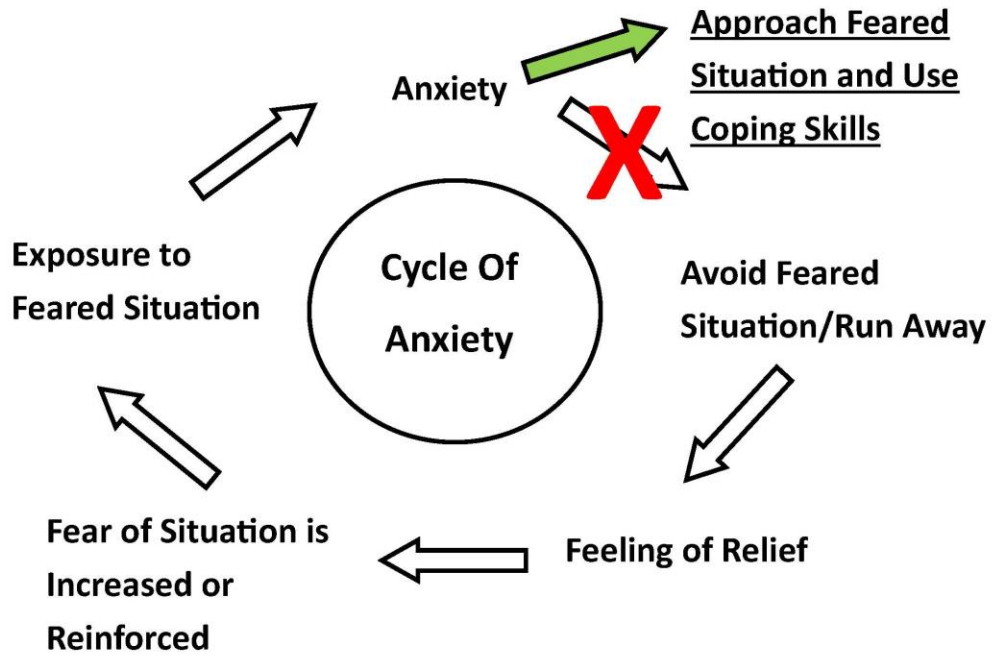 Anxiety
Approach Feared
Situation and Use
Coping Skills
X
Avoid Feared
Situation/Run Away
Feeling of Relief
Fear of Situation is
Increased or
Reinforced
Exposure to
Feared Situation
Cycle Of
Anxiety